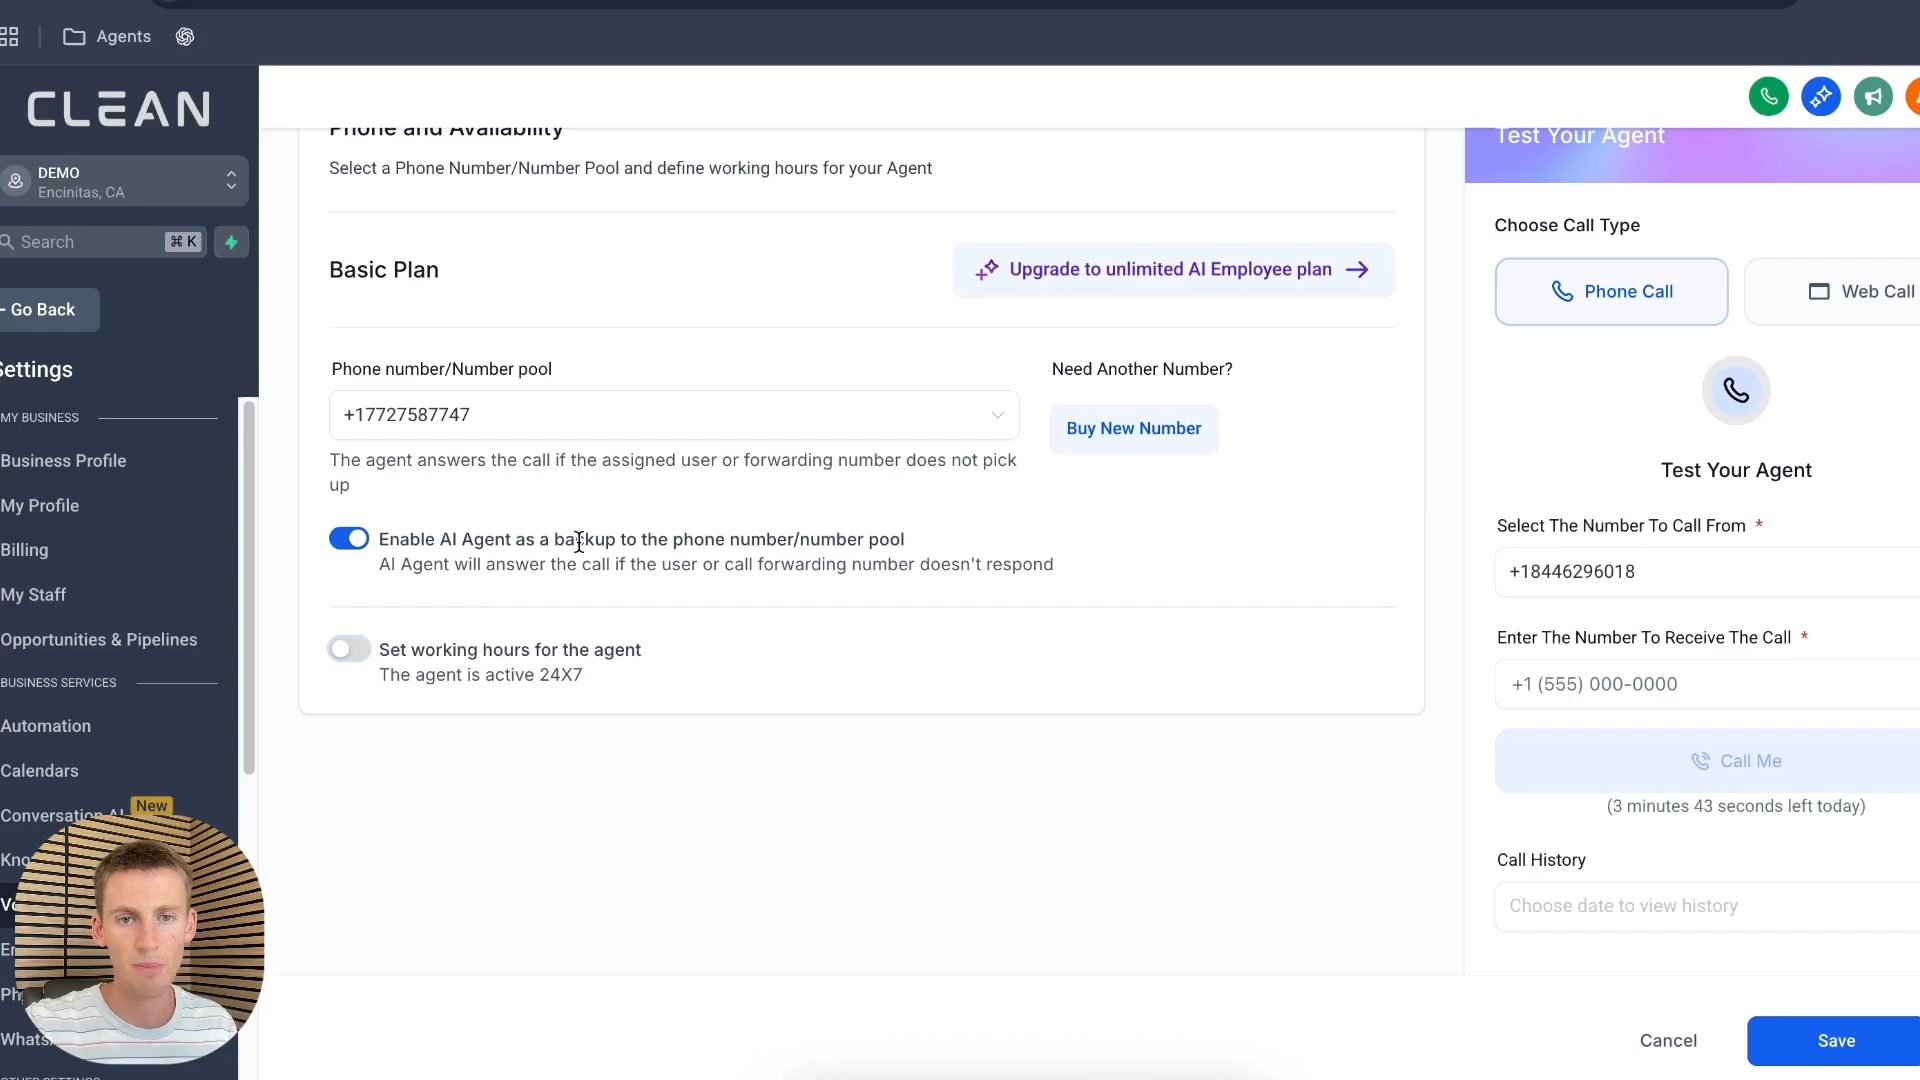 Agents
CLEAN
DEMO
Encinitas, CA
Search
⌘ K
Go Back
Settings
MY BUSINESS
Business Profile
My Profile
Billing
My Staff
Opportunities & Pipelines
BUSINESS SERVICES
Automation
Calendars
New
Conversation AI
Phone and Availability
Select a Phone Number/Number Pool and define working hours for your Agent
Basic Plan
Upgrade to unlimited AI Employee plan
Phone number/Number pool
+17727587747
The agent answers the call if the assigned user or forwarding number does not pick
up
Need Another Number?
Buy New Number
Enable AI Agent as a backup to the phone number/number pool
AI Agent will answer the call if the user or call forwarding number doesn't respond
Set working hours for the agent
The agent is active 24X7
Test Your Agent
Choose Call Type
Phone Call
Web Call
Test Your Agent
Select The Number To Call From *
+18446296018
Enter The Number To Receive The Call *
+1 (555) 000-0000
Call Me
(3 minutes 43 seconds left today)
Call History
Choose date to view history
Cancel
Save